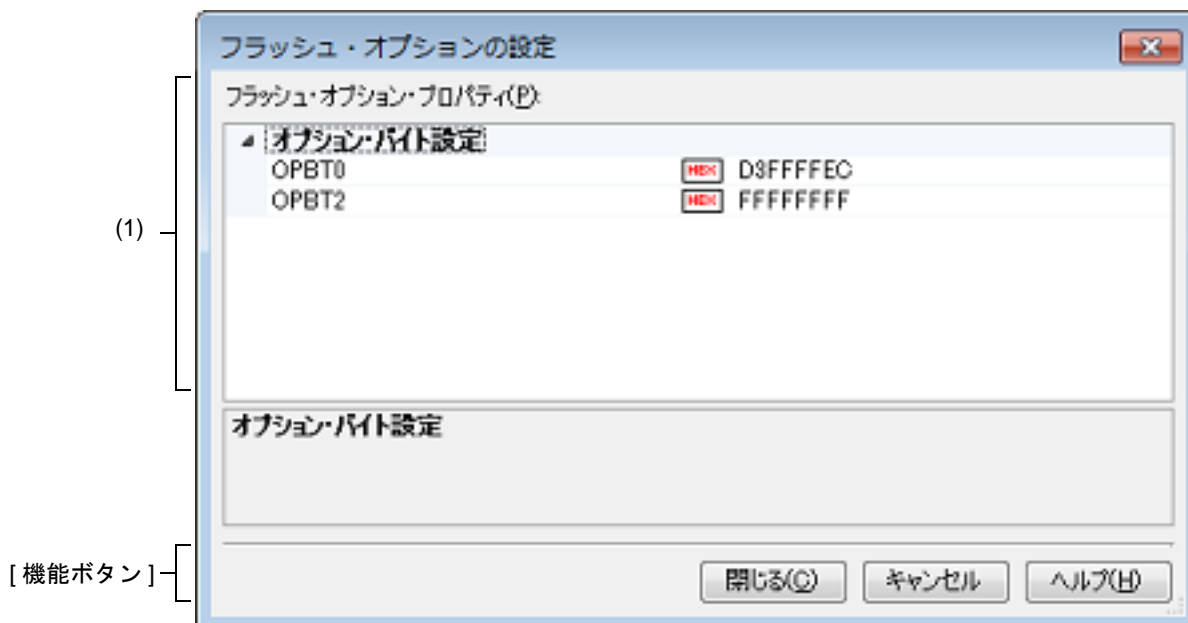 フラッシュ・オプションの設定
フラッシュ・オプション・プロパティ(P):
オプション・バイト設定
OPBT0 HEX D3FFFFEC
OPBT2 HEX FFFFFFFF
(1)
オプション・バイト設定
[ 機能ボタン ]
閉じる(C) キャンセル ヘルプ(H)